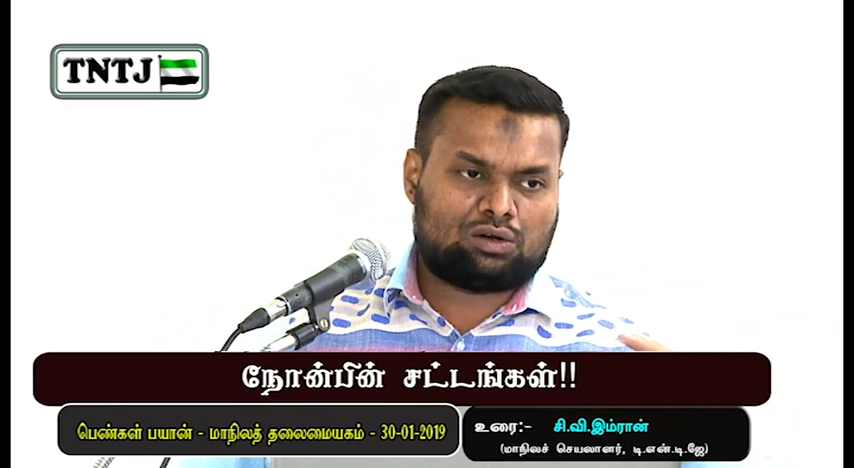 TNTJ
நோன்பின் சட்டங்கள்!!
பெண்கள் பயான் - மாநிலத் தலைமையகம் - 30-01-2019
உரை:- சி.வி.இம்ரான்
(மாநிலச் செயலாளர், டி.என்.டி.ஜே)